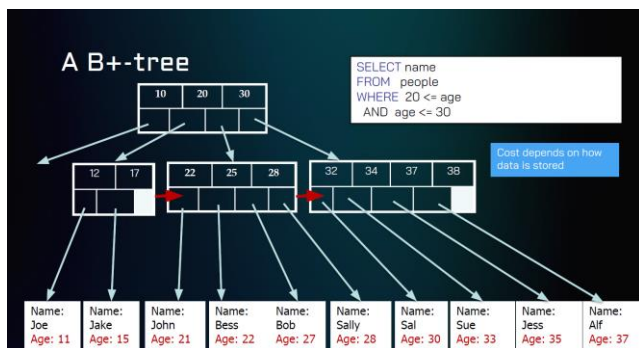 A B+-tree
SELECT name
FROM people
WHERE 20 <= age
AND age <= 30
10 20 30
Cost depends on how
data is stored
12 17 22 25 28 32 34 37 38
Name: Name: Name: Name: Name: Name: Name: Name: Name: Name:
Joe Jake John Bess Bob Sally Sal Sue Jess Alf
Age: 11 Age: 15 Age: 21 Age: 22 Age: 27 Age: 28 Age: 30 Age: 33 Age: 35 Age: 37